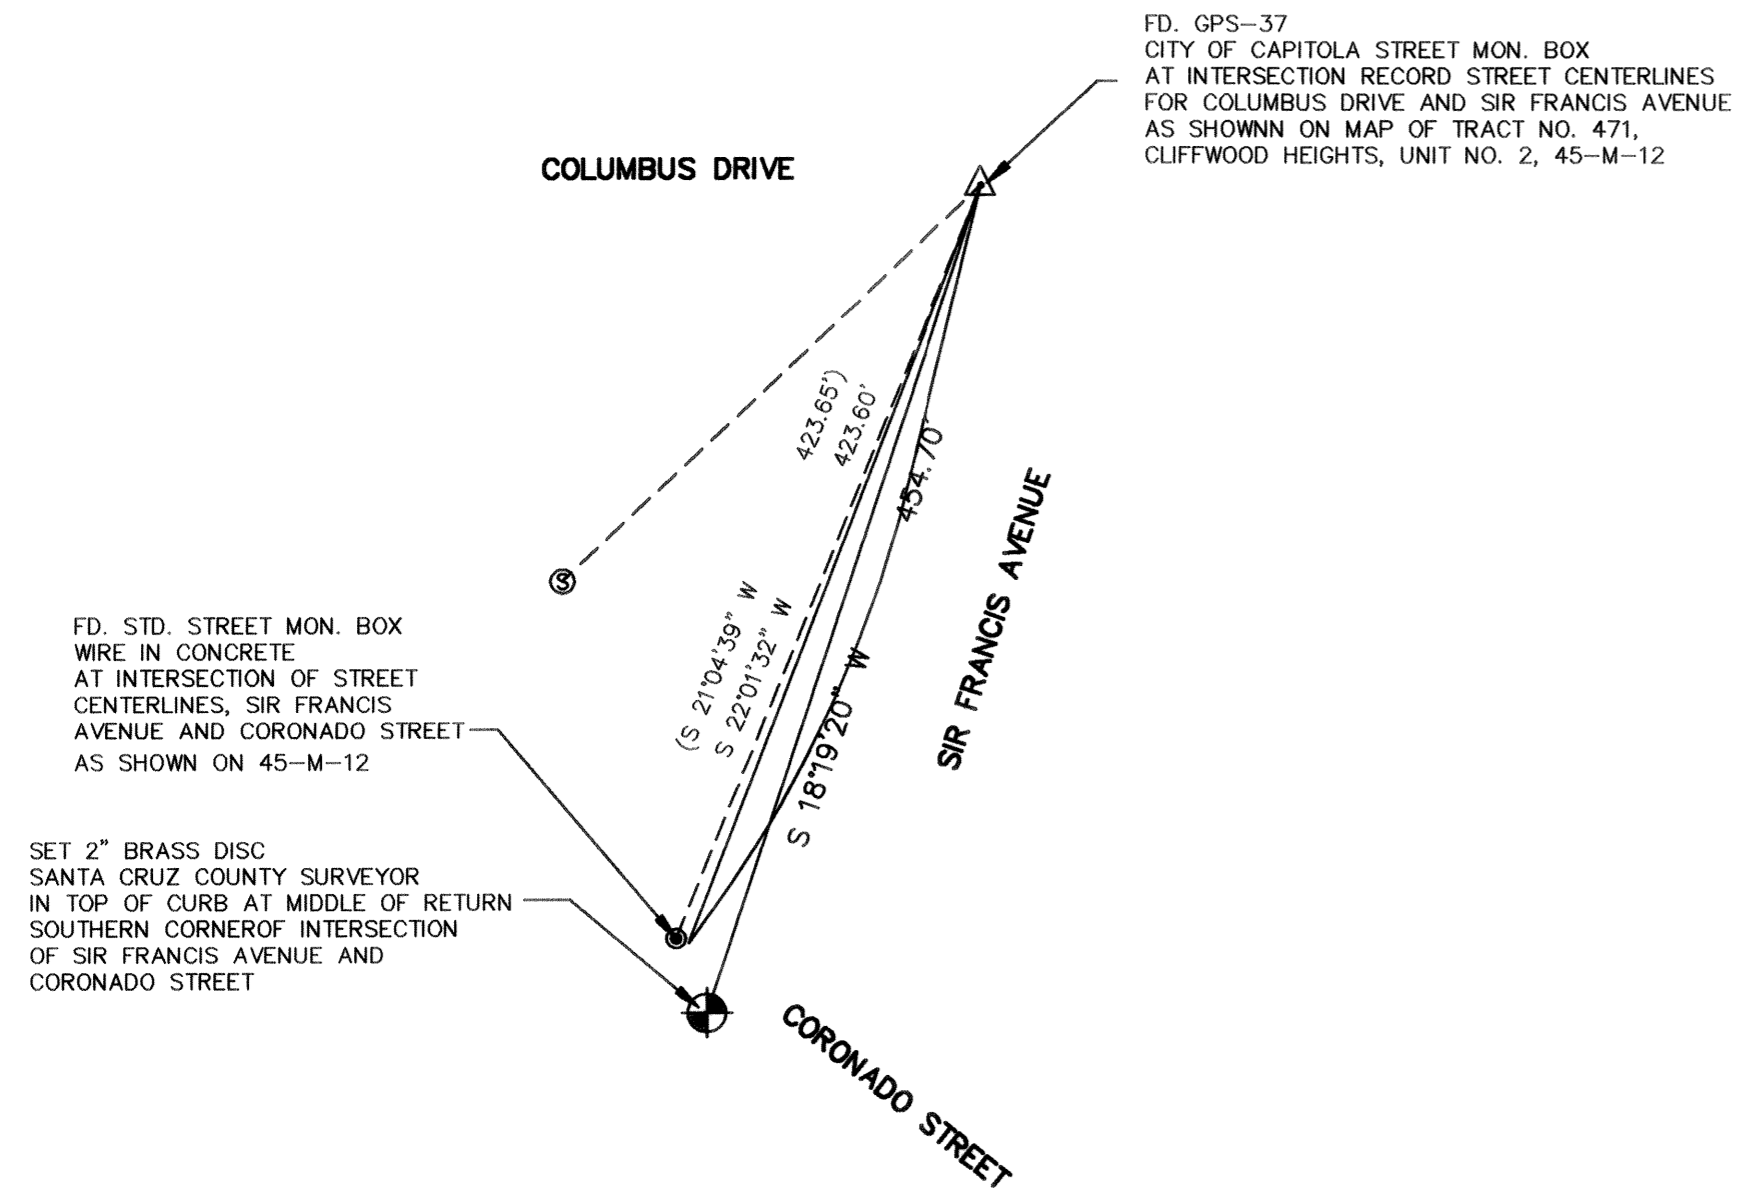 FD. GPS-37
CITY OF CAPITOLA STREET MON. BOX
AT INTERSECTION RECORD STREET CENTERLINES
FOR COLUMBUS DRIVE AND SIR FRANCIS AVENUE
AS SHOWNN ON MAP OF TRACT NO. 471,
CLIFFWOOD HEIGHTS, UNIT NO. 2, 45-M-12
COLUMBUS DRIVE
423.65')
423.60'
454.70'
SIR FRANCIS AVENUE
S
(S 21°04'39" W
S 22°01'32" W
S 18°19'20" W
FD. STD. STREET MON. BOX
WIRE IN CONCRETE
AT INTERSECTION OF STREET
CENTERLINES, SIR FRANCIS
AVENUE AND CORONADO STREET
AS SHOWN ON 45-M-12
SET 2" BRASS DISC
SANTA CRUZ COUNTY SURVEYOR
IN TOP OF CURB AT MIDDLE OF RETURN
SOUTHERN CORNEROF INTERSECTION
OF SIR FRANCIS AVENUE AND
CORONADO STREET
CORONADO STREET